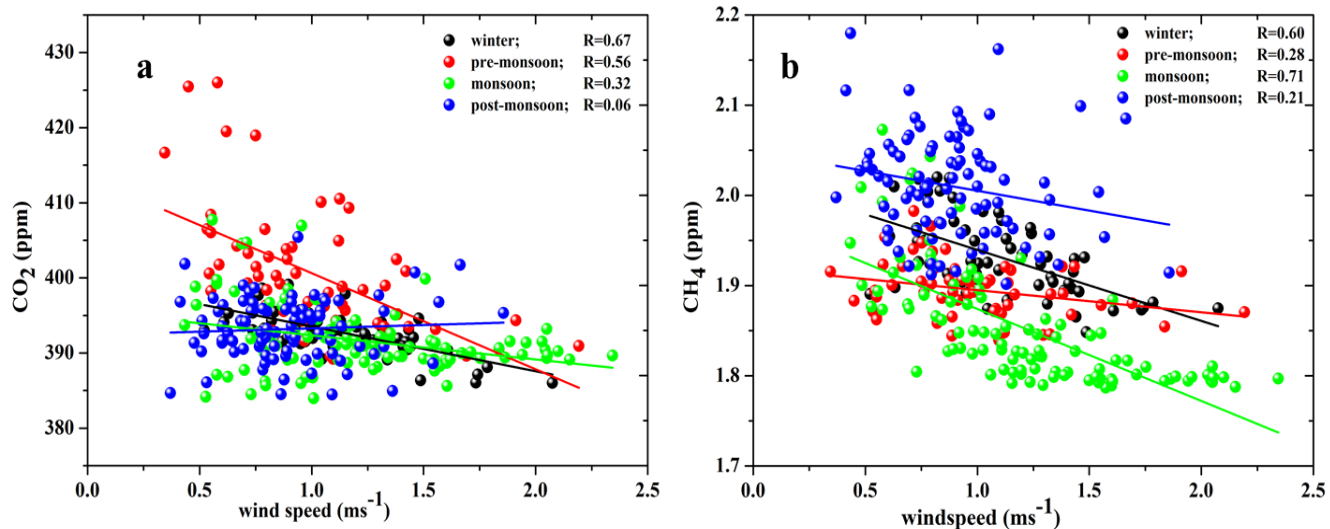 a
winter; R=0.67
pre-monsoon; R=0.56
monsoon; R=0.32
post-monsoon; R=0.06
430
420
410
400
390
380
CO2 (ppm)
0.0 0.5 1.0 1.5 2.0 2.5
wind speed (ms-1)
b
winter; R=0.60
pre-monsoon; R=0.28
monsoon; R=0.71
post-monsoon; R=0.21
2.2
2.1
2.0
1.9
1.8
1.7
CH4 (ppm)
0.0 0.5 1.0 1.5 2.0 2.5
windspeed (ms-1)